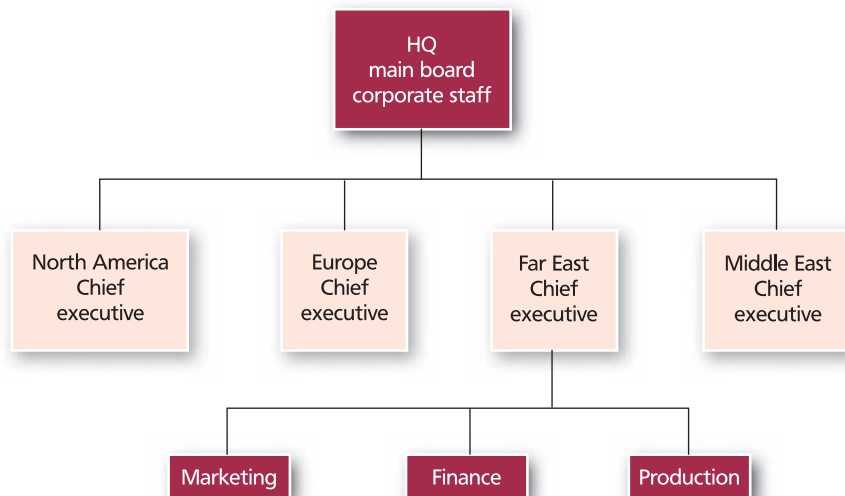 HQ
main board
corporate staff
North America
Chief
executive
Europe
Chief
executive
Far East
Chief
executive
Middle East
Chief
executive
Marketing
Finance
Production